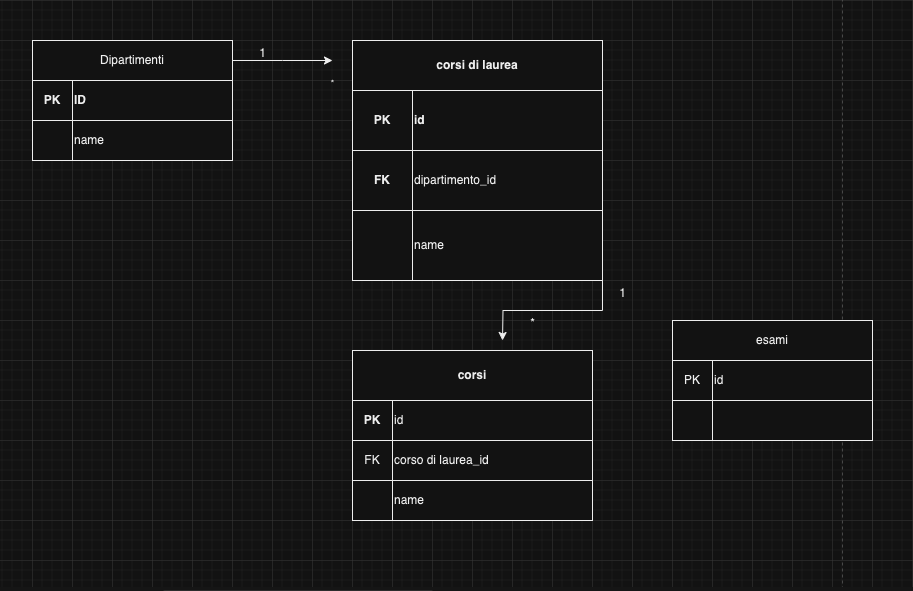 Dipartimenti
PK ID
name
1
*
corsi di laurea
PK id
FK dipartimento_id
name
1
*
corsi
PK id
FK corso di laurea_id
name
esami
PK id